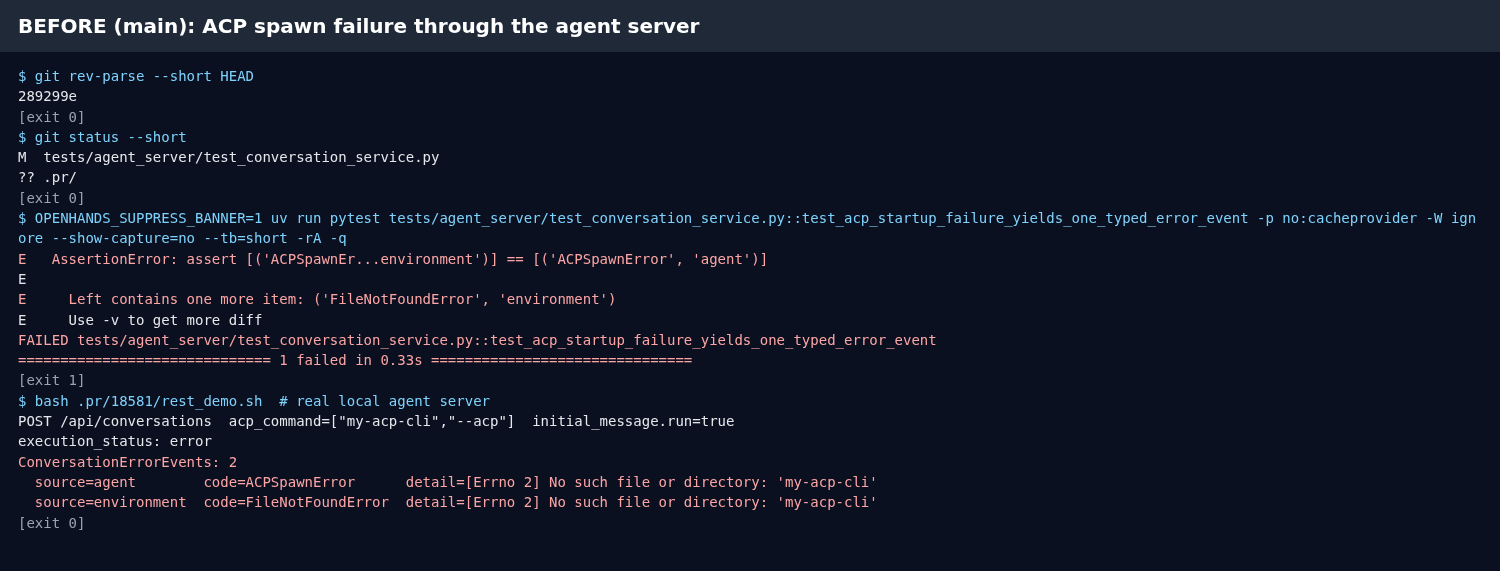 BEFORE (main): ACP spawn failure through the agent server
$ git rev-parse --short HEAD
289299e
[exit 0]
$ git status --short
M  tests/agent_server/test_conversation_service.py
?? .pr/
[exit 0]
$ OPENHANDS_SUPPRESS_BANNER=1 uv run pytest tests/agent_server/test_conversation_service.py::test_acp_startup_failure_yields_one_typed_error_event -p no:cacheprovider -W ign
ore --show-capture=no --tb=short -rA -q
E   AssertionError: assert [('ACPSpawnEr...environment')] == [('ACPSpawnError', 'agent')]
E
E     Left contains one more item: ('FileNotFoundError', 'environment')
E     Use -v to get more diff
FAILED tests/agent_server/test_conversation_service.py::test_acp_startup_failure_yields_one_typed_error_event
============================== 1 failed in 0.33s ===============================
[exit 1]
$ bash .pr/18581/rest_demo.sh  # real local agent server
POST /api/conversations  acp_command=["my-acp-cli","--acp"]  initial_message.run=true
execution_status: error
ConversationErrorEvents: 2
  source=agent        code=ACPSpawnError      detail=[Errno 2] No such file or directory: 'my-acp-cli'
  source=environment  code=FileNotFoundError  detail=[Errno 2] No such file or directory: 'my-acp-cli'
[exit 0]